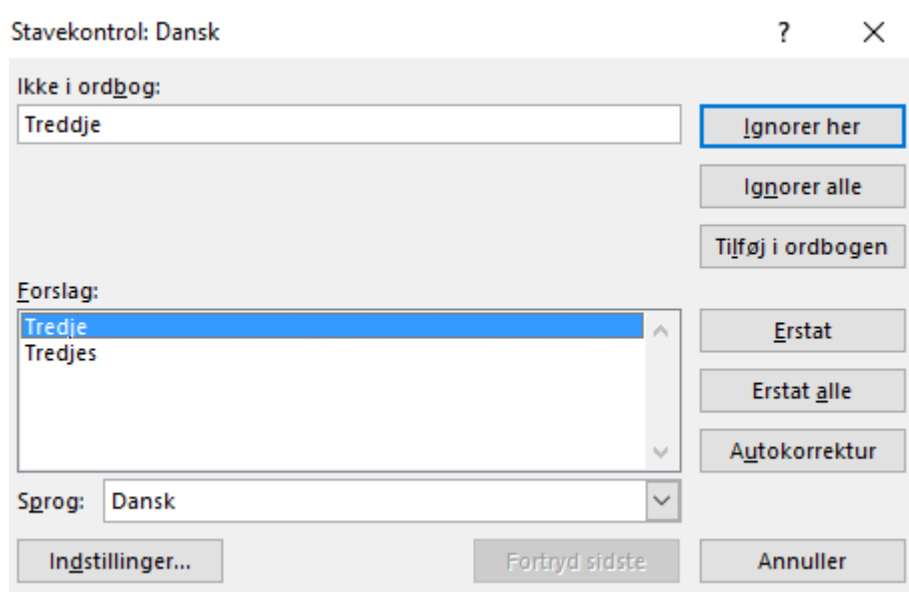 Stavekontrol: Dansk
Ikke i ordbog:
Treddje
Ignorer her
Ignorer alle
Tilføj i ordbogen
Forslag:
Tredje
Tredjes
Erstat
Erstat alle
Autokorrektur
Sprog: Dansk
Indstillinger... Fortryd sidste Annuller